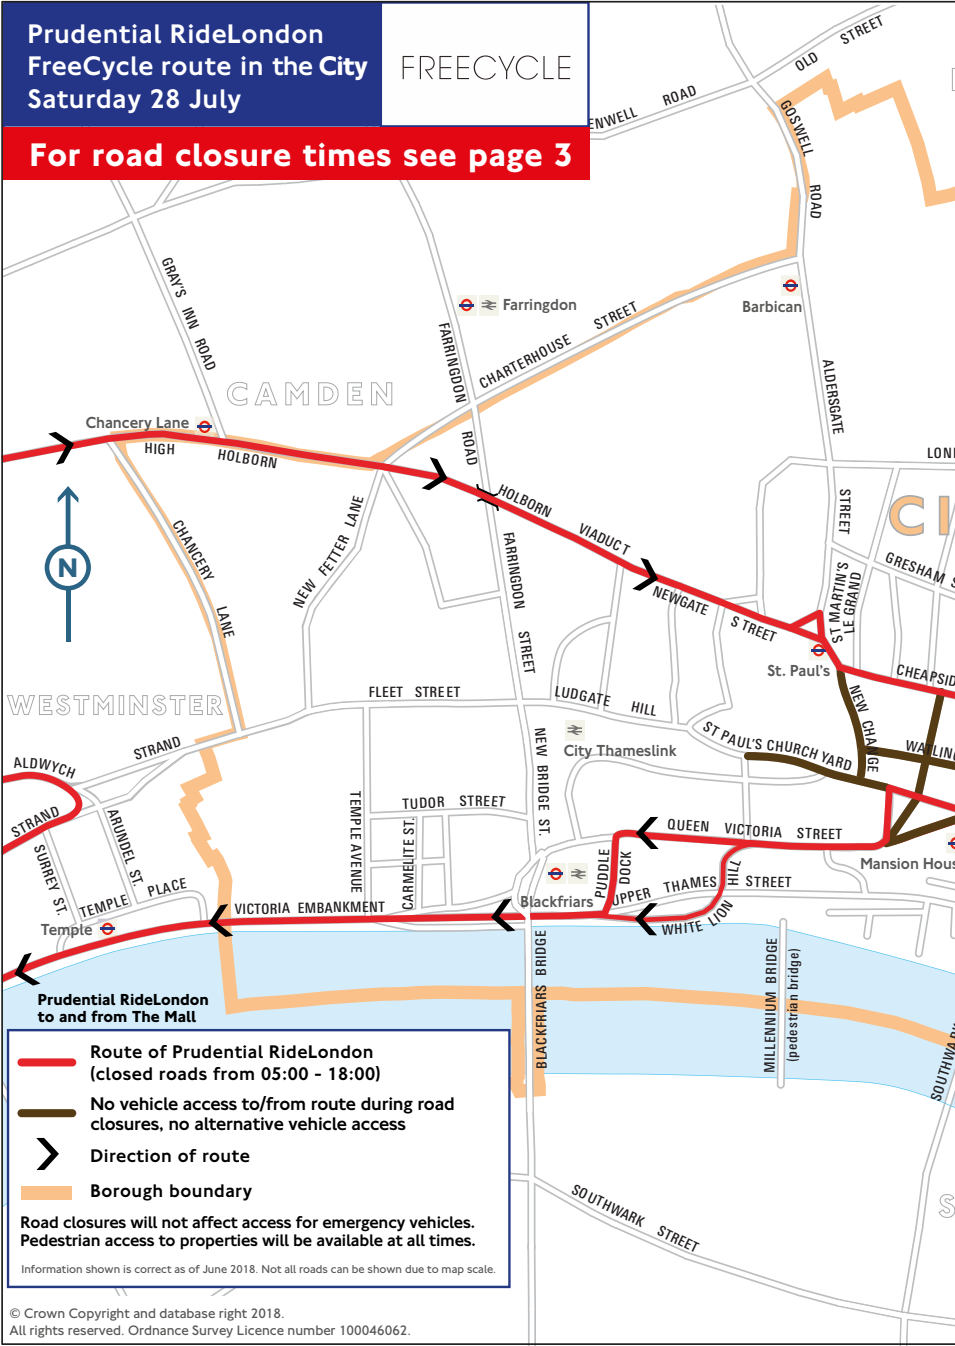 Prudential RideLondon
FreeCycle route in the City
Saturday 28 July
FREECYCLE
For road closure times see page 3
OLD STREET
ENWELL ROAD
GOSWELL ROAD
GRAY'S INN ROAD
Farringdon
Barbican
FARRINGDON ROAD
CHARTERHOUSE STREET
CAMDEN
ALDERSGATE STREET
Chancery Lane
HIGH HOLBORN
LON
CI
HOLBORN VIADUCT
N
CHANCERY LANE
NEW FETTER LANE
FARRINGDON STREET
GRESHAM S
ST MARTIN'S
LE GRAND
NEWGATE STREET
St. Paul's
CHEAPSID
WESTMINSTER
FLEET STREET
LUDGATE HILL
NEW CHANGE
STRAND
ST PAUL'S CHURCH YARD
WATLING
City Thameslink
NEW BRIDGE ST.
ALDWYCH
STRAND
TEMPLE AVENUE
TUDOR STREET
CARMELITE ST.
QUEEN VICTORIA STREET
Mansion Hous
ARUNDEL ST.
SURREY ST.
TEMPLE PLACE
PUDDLE
DOCK
UPPER THAMES STREET
WHITE LION HILL
Blackfriars
VICTORIA EMBANKMENT
Temple
BLACKFRIARS BRIDGE
MILLENNIUM BRIDGE
(pedestrian bridge)
SOUTHWARK
Prudential RideLondon
to and from The Mall
Route of Prudential RideLondon
(closed roads from 05:00 - 18:00)
No vehicle access to/from route during road
closures, no alternative vehicle access
Direction of route
Borough boundary
Road closures will not affect access for emergency vehicles.
Pedestrian access to properties will be available at all times.
Information shown is correct as of June 2018. Not all roads can be shown due to map scale.
SOUTHWARK STREET
S
© Crown Copyright and database right 2018.
All rights reserved. Ordnance Survey Licence number 100046062.